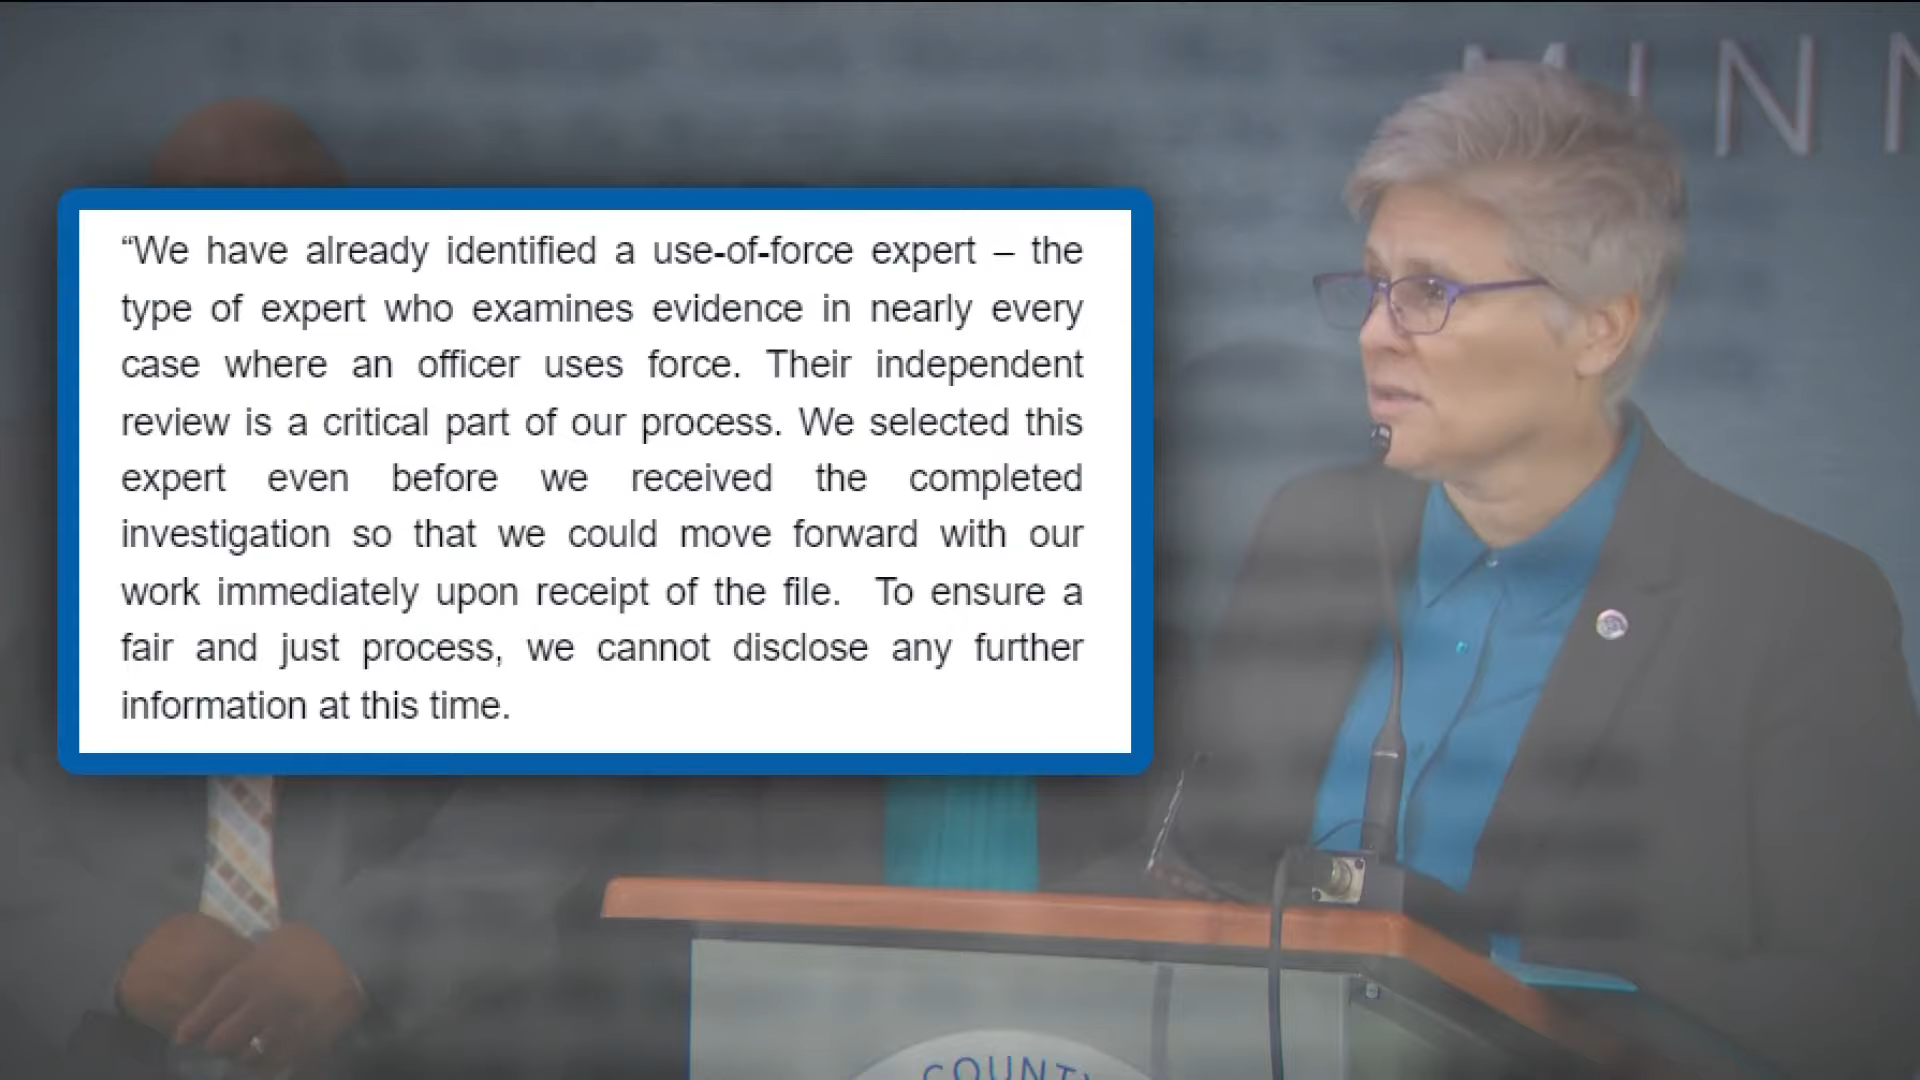 MINN
“We have already identified a use-of-force expert – the
type of expert who examines evidence in nearly every
case where an officer uses force. Their independent
review is a critical part of our process. We selected this
expert even before we received the completed
investigation so that we could move forward with our
work immediately upon receipt of the file.  To ensure a
fair and just process, we cannot disclose any further
information at this time.
COUNTY